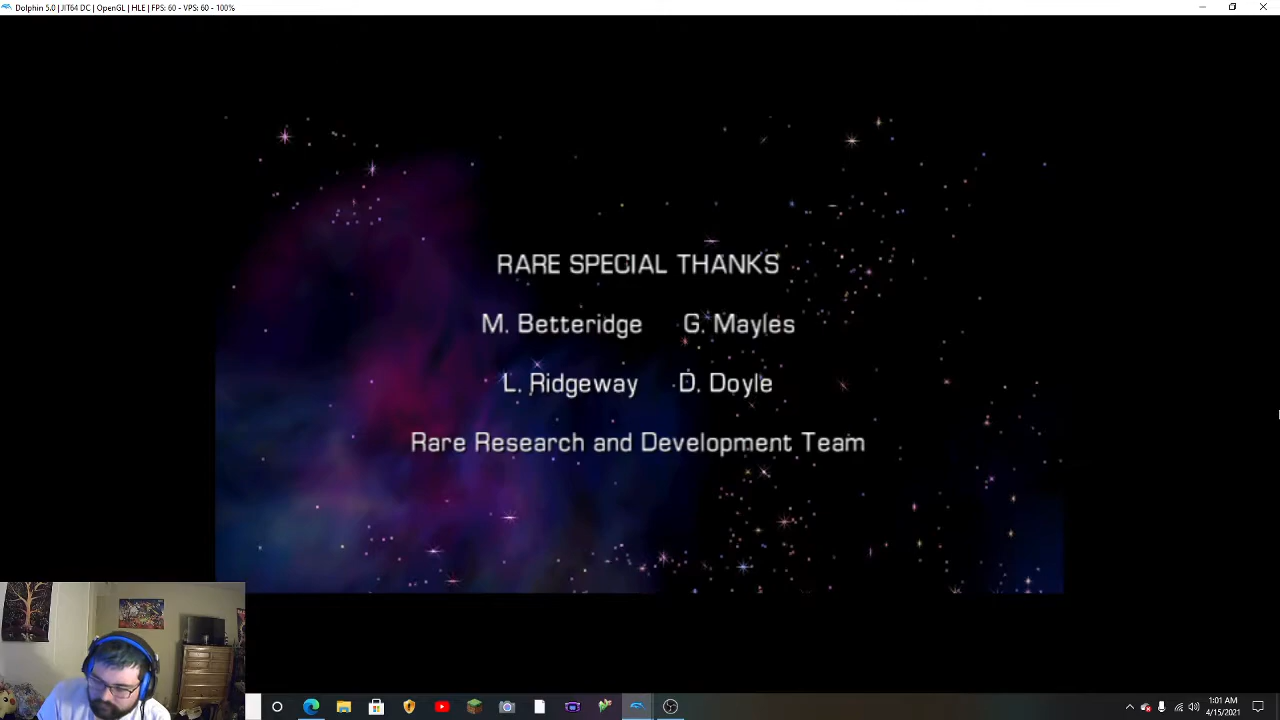 Dolphin 5.0 | JIT64 DC | OpenGL | HLE | FPS: 60 - VPS: 60 - 100%
RARE SPECIAL THANKS
M. Betteridge G. Mayles
L. Ridgeway D. Doyle
Rare Research and Development Team
1:01 AM
4/15/2021